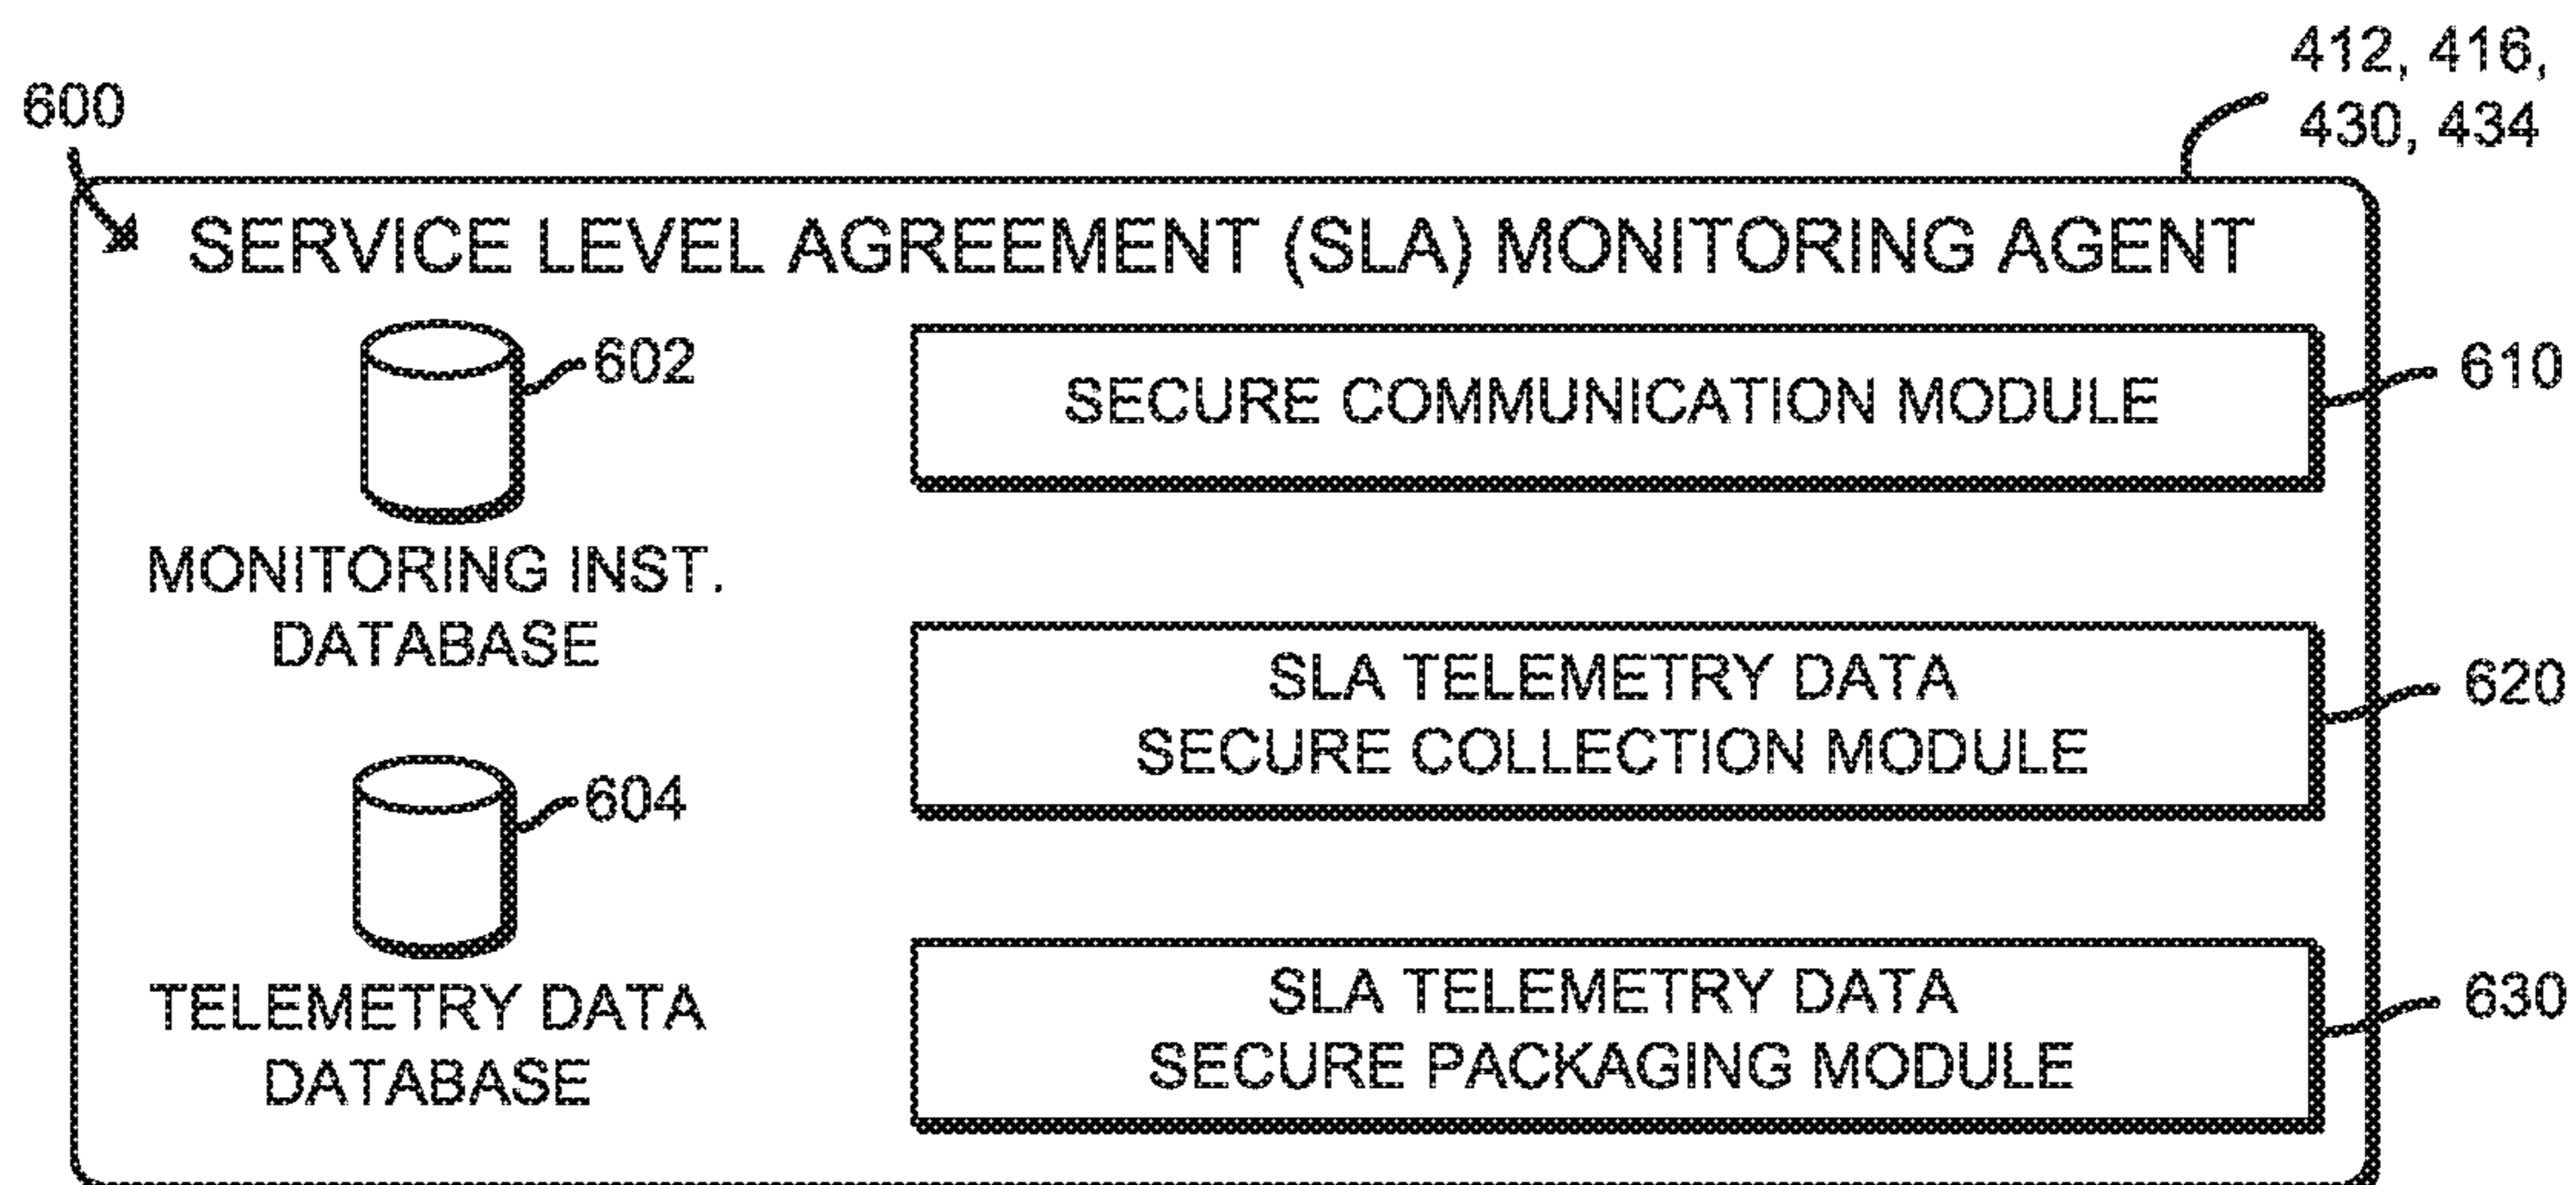 412, 416,
430, 434
600
SERVICE LEVEL AGREEMENT (SLA) MONITORING AGENT
602
MONITORING INST.
DATABASE
604
TELEMETRY DATA
DATABASE
SECURE COMMUNICATION MODULE
610
SLA TELEMETRY DATA
SECURE COLLECTION MODULE
620
SLA TELEMETRY DATA
SECURE PACKAGING MODULE
630